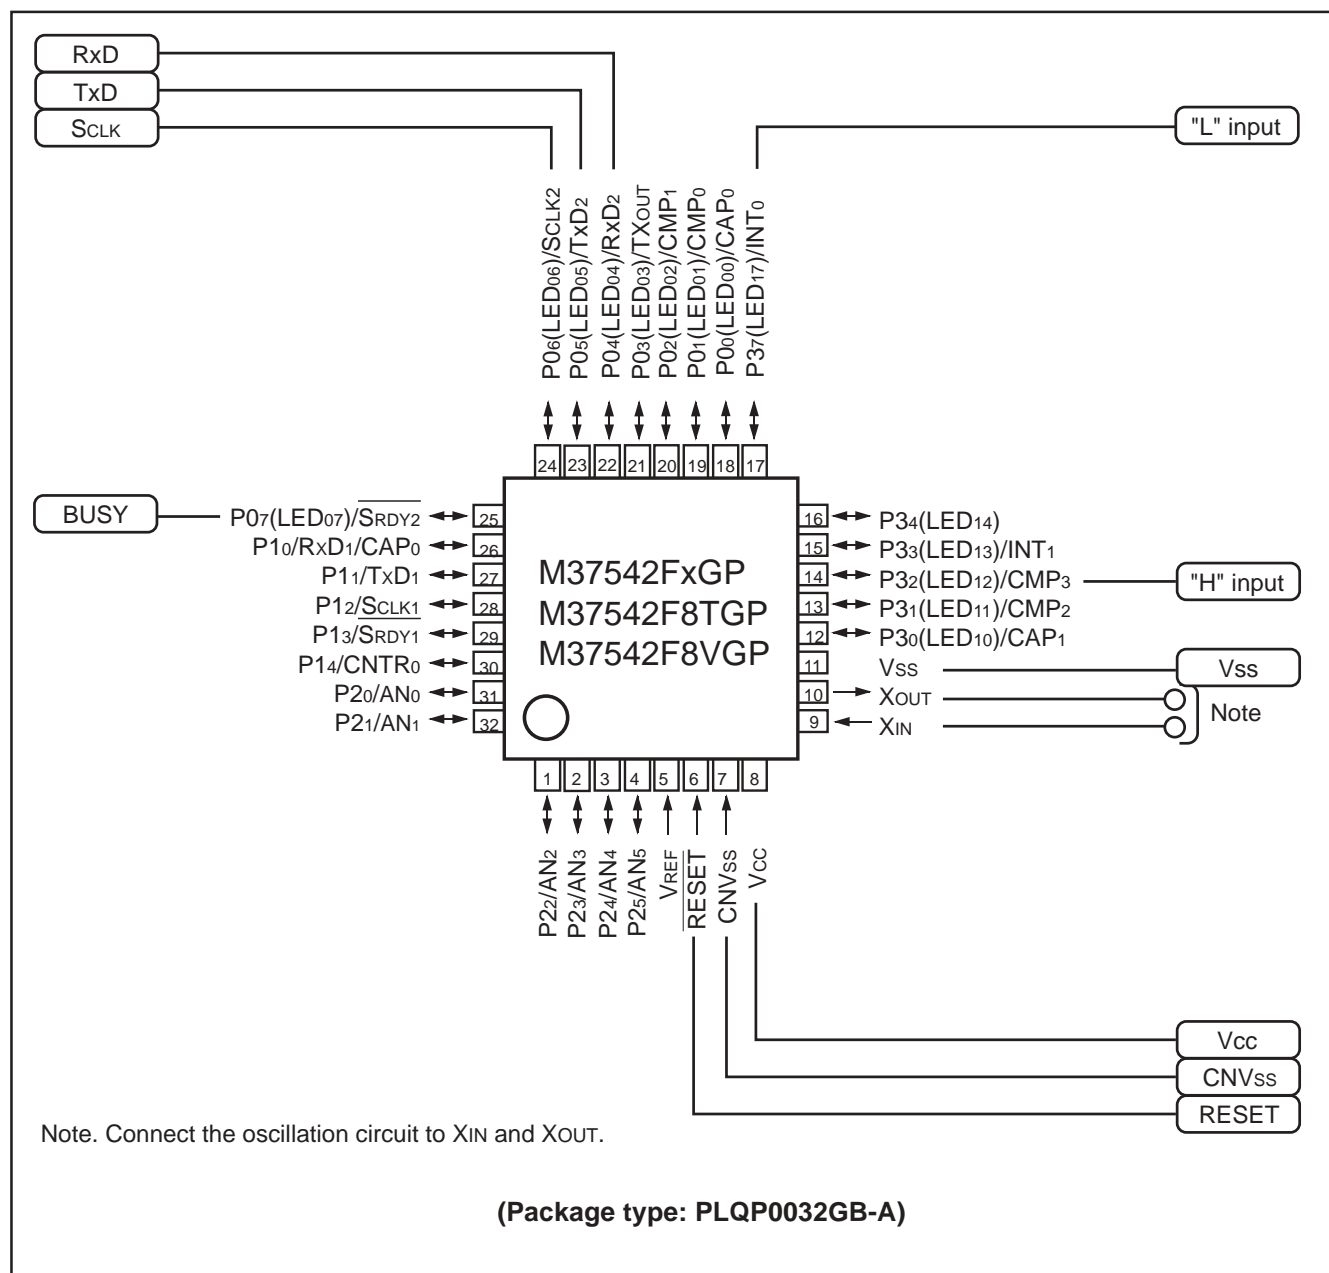 RxD
TxD
SCLK
"L" input
P06(LED06)/SCLK2
P05(LED05)/TxD2
P04(LED04)/RxD2
P03(LED03)/TXOUT
P02(LED02)/CMP1
P01(LED01)/CMP0
P00(LED00)/CAP0
P37(LED17)/INT0
24 23 22 21 20 19 18 17
BUSY
P07(LED07)/SRDY2 25
P10/RXD1/CAP0 26
P11/TXD1 27
P12/SCLK1 28
P13/SRDY1 29
P14/CNTR0 30
P20/AN0 31
P21/AN1 32
M37542FxGP
M37542F8TGP
M37542F8VGP
16 P34(LED14)
15 P33(LED13)/INT1
14 P32(LED12)/CMP3
"H" input
13 P31(LED11)/CMP2
12 P30(LED10)/CAP1
11 VSS
Vss
10 XOUT
9 XIN
Note
1 2 3 4 5 6 7 8
P22/AN2
P23/AN3
P24/AN4
P25/AN5
VREF
RESET
CNVSS
VCC
Vcc
CNVss
RESET
Note. Connect the oscillation circuit to XIN and XOUT.
(Package type: PLQP0032GB-A)